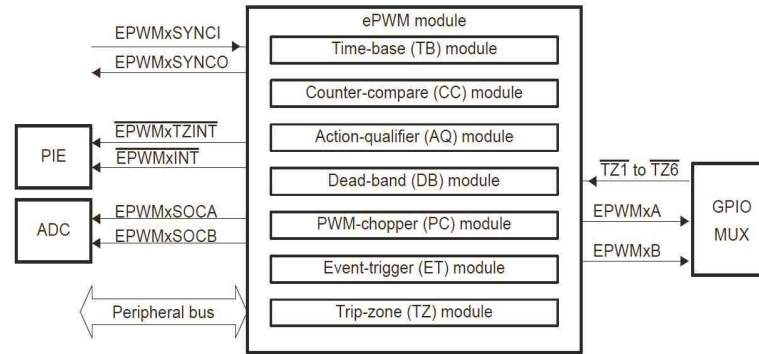 ePWM module
EPWMxSYNCI
Time-base (TB) module
EPWMxSYNCO
Counter-compare (CC) module
EPWMxTZINT
Action-qualifier (AQ) module
PIE
EPWMxINT
TZ1 to TZ6
Dead-band (DB) module
EPWMxSOCA
PWM-chopper (PC) module
EPWMxA
GPIO
ADC
MUX
EPWMxSOCB
EPWMxB
Event-trigger (ET) module
Peripheral bus
Trip-zone (TZ) module